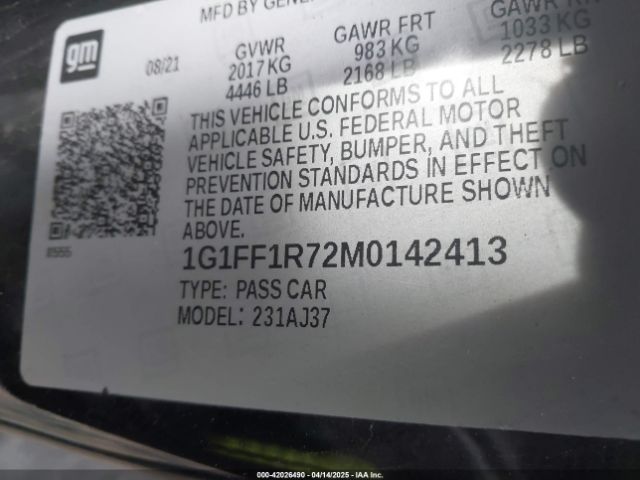 MFD BY GENE
gm
08/21
GVWR
2017 KG
4446 LB
GAWR FRT
983 KG
2168 LB
GAWR RR
1033 KG
2278 LB
THIS VEHICLE CONFORMS TO ALL
APPLICABLE U.S. FEDERAL MOTOR
VEHICLE SAFETY, BUMPER, AND THEFT
PREVENTION STANDARDS IN EFFECT ON
THE DATE OF MANUFACTURE SHOWN
ABOVE.
1G1FF1R72M0142413
TYPE: PASS CAR
MODEL: 231AJ37
000-42026490 - 04/14/2025 - IAA Inc.